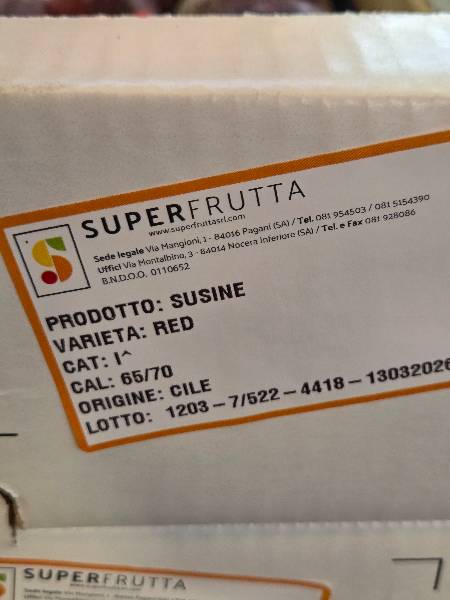 SUPERFRUTTA
www.superfruttasrl.com
Sede legale Via Mangioni, 1 - 84016 Pagani (SA) / Tel. 081 954503 / 081 5154390
Uffici Via Montalbino, 3 - 84014 Nocera Inferiore (SA) / Tel. e Fax 081 928086
B.N.D.O.O. 0110652
PRODOTTO: SUSINE
VARIETA: RED
CAT: I^
CAL: 65/70
ORIGINE: CILE
LOTTO: 1203-7/522-4418-13032026
SUPERFRUTTA